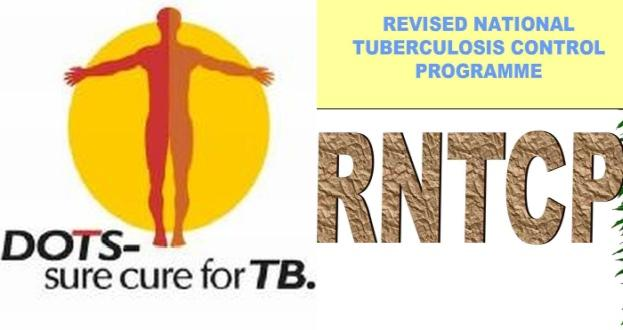 DOTS-
sure cure for TB.
REVISED NATIONAL
TUBERCULOSIS CONTROL
PROGRAMME
RNTCP